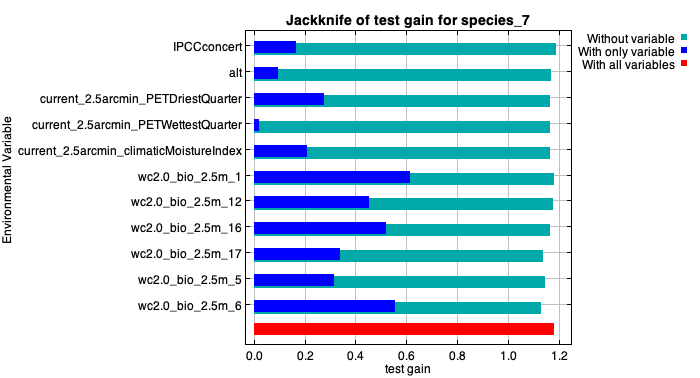 Jackknife of test gain for species_7
Without variable
With only variable
With all variables
Environmental Variable
IPCCconcert
alt
current_2.5arcmin_PETDriestQuarter
current_2.5arcmin_PETWettestQuarter
current_2.5arcmin_climaticMoistureIndex
wc2.0_bio_2.5m_1
wc2.0_bio_2.5m_12
wc2.0_bio_2.5m_16
wc2.0_bio_2.5m_17
wc2.0_bio_2.5m_5
wc2.0_bio_2.5m_6
0.0 0.2 0.4 0.6 0.8 1.0 1.2
test gain